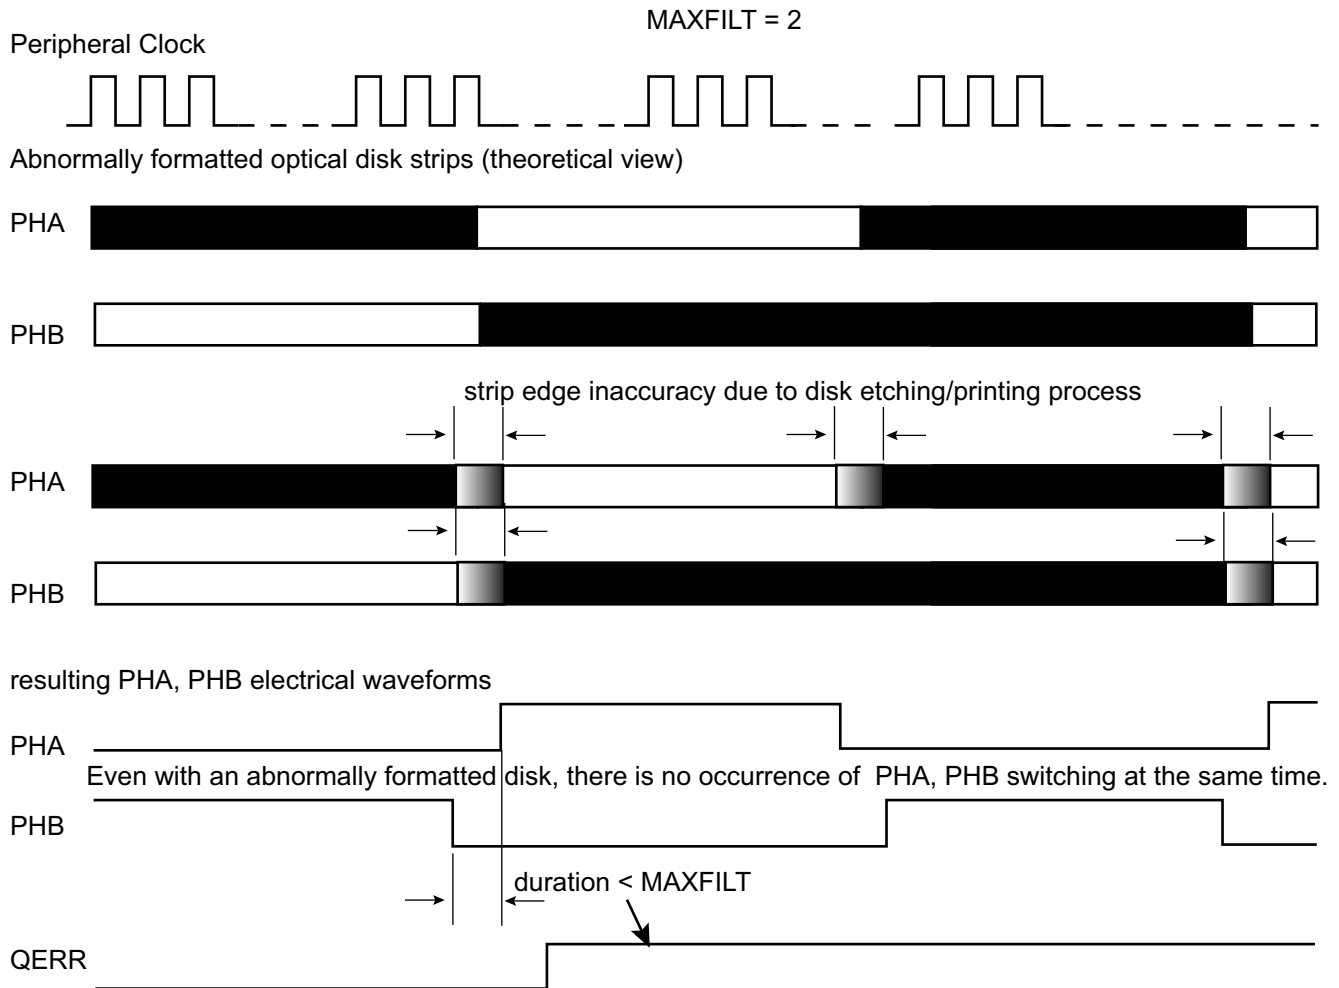 MAXFILT = 2
Peripheral Clock
Abnormally formatted optical disk strips (theoretical view)
PHA
PHB
strip edge inaccuracy due to disk etching/printing process
PHA
PHB
resulting PHA, PHB electrical waveforms
PHA
Even with an abnormally formatted disk, there is no occurrence of PHA, PHB switching at the same time.
PHB
duration < MAXFILT
QERR